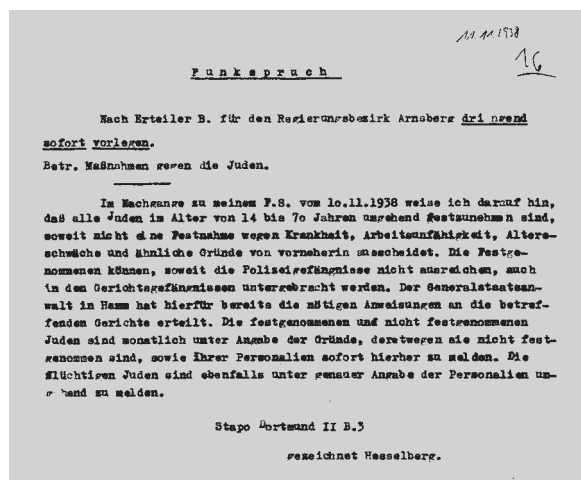 11.11.1938
16
Funkspruch
Nach Erteiler B. für den Regierungsbezirk Arnsberg dringend
sofort vorlegen.
Betr. Maßnahmen gegen die Juden.
Im Nachgange zu meinem F.S. vom 10.11.1938 weise ich darauf hin,
daß alle Juden im Alter von 14 bis 70 Jahren umgehend festzunehmen sind,
soweit nicht eine Festnahme wegen Krankheit, Arbeitsunfähigkeit, Alters-
schwäche und ähnliche Gründe von vorneherin ausscheidet. Die Festge-
nommenen können, soweit die Polizeigefängnisse nicht ausreichen, auch
in den Gerichtsgefängnissen untergebracht werden. Der Generalstaatsan-
walt in Hamm hat hierfür bereits die nötigen Anweisungen an die betref-
fenden Gerichte erteilt. Die festgenommenen und nicht festgenommenen
Juden sind monatlich unter Angabe der Gründe, deretwegen sie nicht fest-
genommen sind, sowie ihrer Personalien sofort hierher zu melden. Die
flüchtigen Juden sind ebenfalls unter genauer Angabe der Personalien um-
gehend zu melden.
Stapo Dortmund II B.3
gezeichnet Hesselberg.